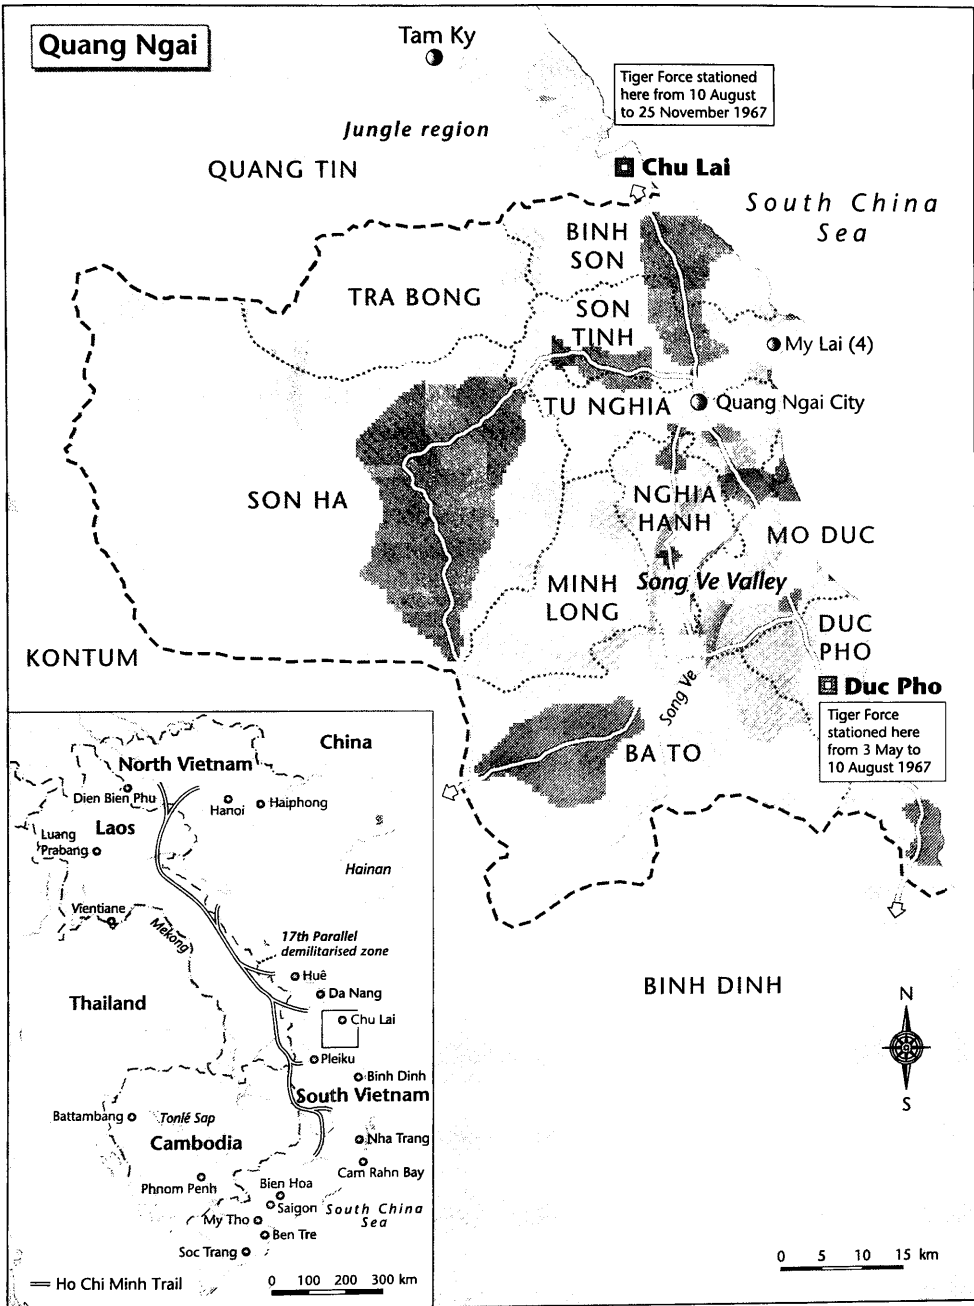 Quang Ngai
Tam Ky
Tiger Force stationed
here from 10 August
to 25 November 1967
Jungle region
QUANG TIN
Chu Lai
South China
Sea
BINH
SON
TRA BONG
SON
TINH
My Lai (4)
TU NGHIA
Quang Ngai City
SON HA
NGHIA
HANH
MO DUC
MINH
LONG
Song Ve Valley
DUC
PHO
KONTUM
Duc Pho
Song Ve
Tiger Force
stationed here
from 3 May to
10 August 1967
BA TO
BINH DINH
N
S
0 5 10 15 km
China
North Vietnam
Dien Bien Phu
Hanoi
Haiphong
Laos
Luang
Prabang
Hainan
Vientiane
Mekong
17th Parallel
demilitarised zone
Huê
Da Nang
Thailand
Chu Lai
Pleiku
Binh Dinh
South Vietnam
Battambang
Tonlé Sap
Cambodia
Nha Trang
Cam Rahn Bay
Phnom Penh
Bien Hoa
Saigon
South China
Sea
My Tho
Ben Tre
Soc Trang
Ho Chi Minh Trail
0 100 200 300 km